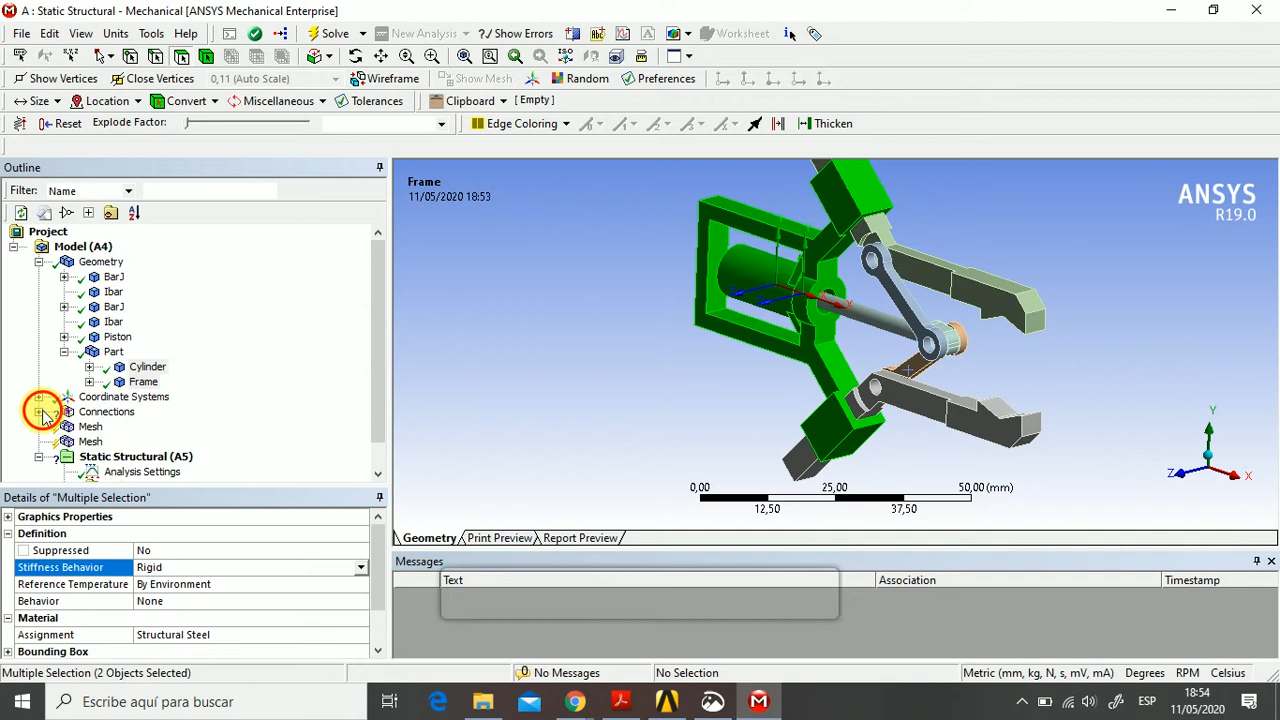 A : Static Structural - Mechanical [ANSYS Mechanical Enterprise]
File Edit View Units Tools Help Solve New Analysis Show Errors Worksheet
Show Vertices Close Vertices 0,11 (Auto Scale) Wireframe Show Mesh Random Preferences
Size Location Convert Miscellaneous Tolerances Clipboard [ Empty ]
Reset Explode Factor: Edge Coloring Thicken
Outline
Filter: Name
Project
Model (A4)
Geometry
BarJ
Ibar
BarJ
Ibar
Piston
Part
Cylinder
Frame
Coordinate Systems
Connections
Mesh
Mesh
Static Structural (A5)
Analysis Settings
Details of "Multiple Selection"
Graphics Properties
Definition
Suppressed No
Stiffness Behavior Rigid
Reference Temperature By Environment
Behavior None
Material
Assignment Structural Steel
Bounding Box
Frame
11/05/2020 18:53
ANSYS
R19.0
X
Z
Z
X
Y
Z
X
0,00 25,00 50,00 (mm)
12,50 37,50
Geometry Print Preview Report Preview
Messages
Text Association Timestamp
Multiple Selection (2 Objects Selected) 0 No Messages No Selection Metric (mm, kg, N, s, mV, mA) Degrees RPM Celsius
Escribe aquí para buscar
ESP
18:54
11/05/2020